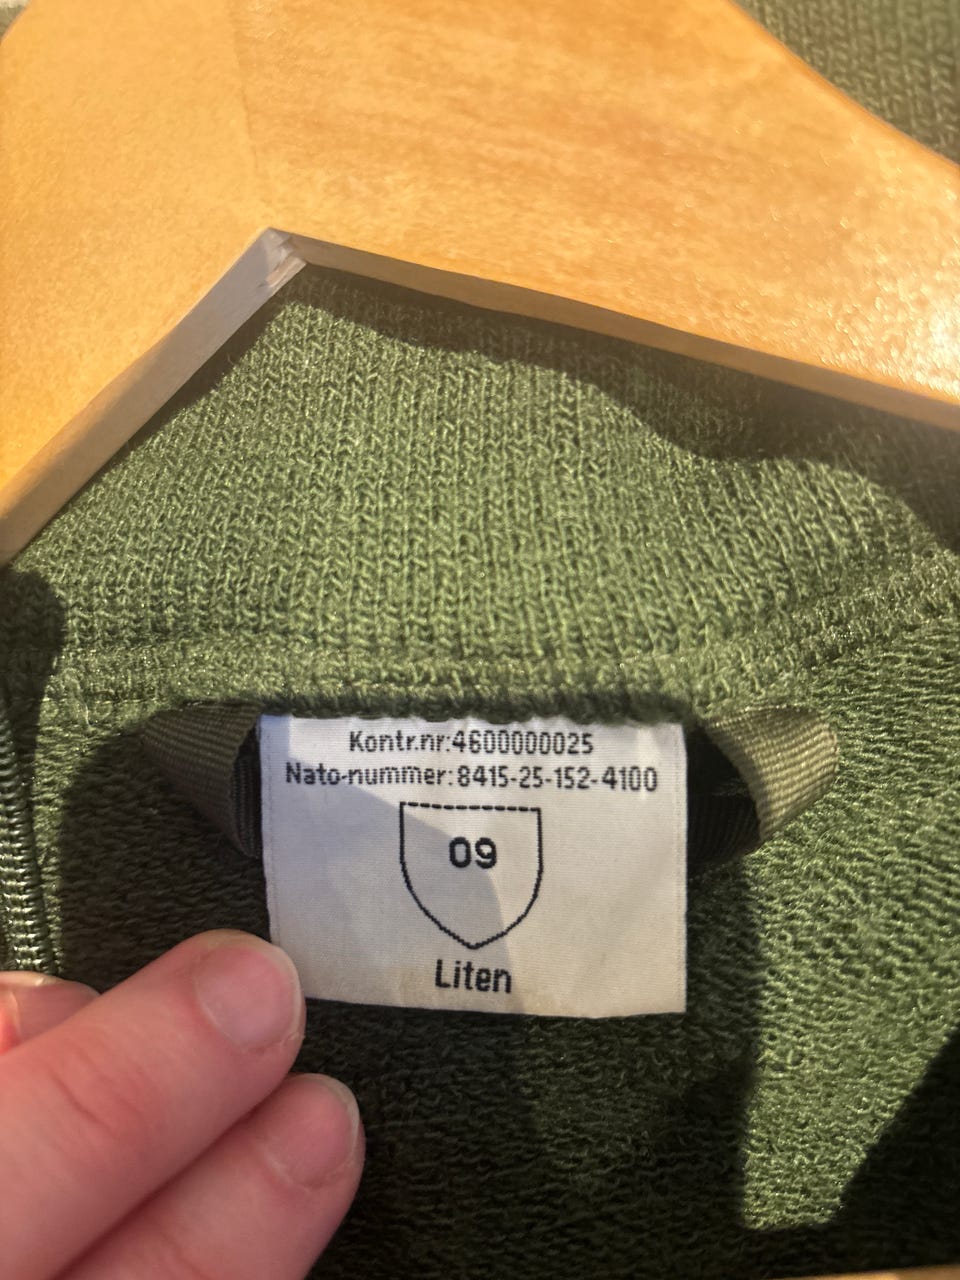 Kontr.nr:4600000025
Nato-nummer:8415-25-152-4100
09
Liten